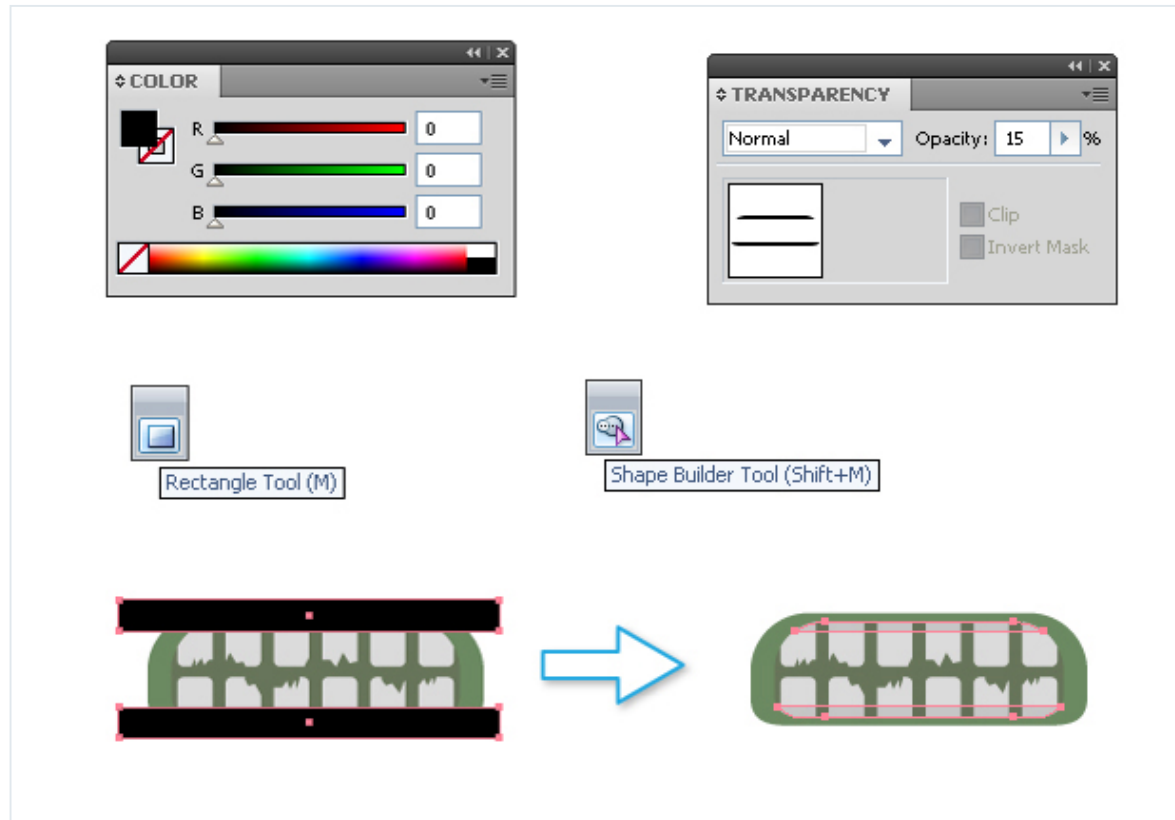 COLOR
R 0
G 0
B 0
TRANSPARENCY
Normal Opacity: 15 %
Clip
Invert Mask
Rectangle Tool (M)
Shape Builder Tool (Shift+M)